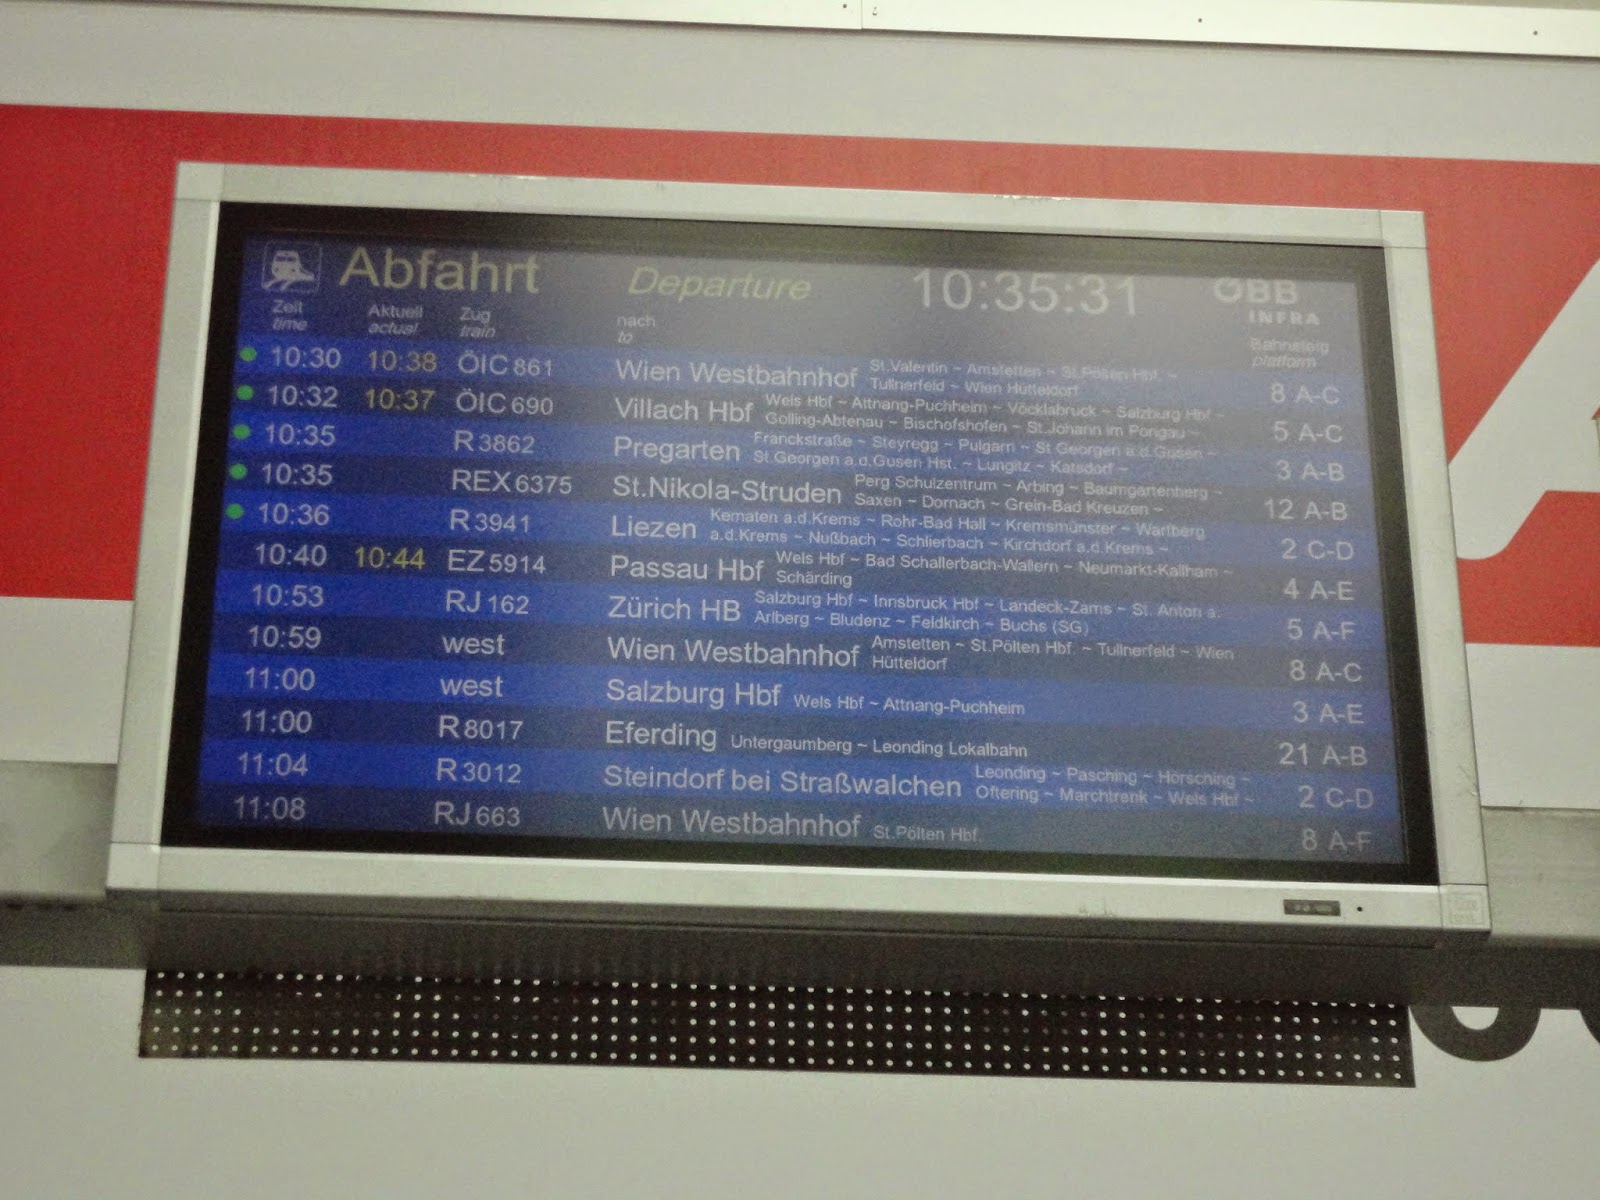 Abfahrt Departure 10:35:31 ÖBB
INFRA
Zeit Aktuell Zug nach Bahnsteig
time actual train to platform
10:30 10:38 ÖIC 861 Wien Westbahnhof St.Valentin ~ Amstetten ~ St.Pölten Hbf. ~ 8 A-C
Tullnerfeld ~ Wien Hütteldorf
10:32 10:37 ÖIC 690 Villach Hbf Wels Hbf ~ Attnang-Puchheim ~ Vöcklabruck ~ Salzburg Hbf ~ 5 A-C
Golling-Abtenau ~ Bischofshofen ~ St.Johann im Pongau ~
10:35 R 3862 Pregarten Franckstraße ~ Steyregg ~ Pulgarn ~ St Georgen a.d.Gusen ~ 3 A-B
St.Georgen a.d.Gusen Hst. ~ Lungitz ~ Katsdorf ~
10:35 REX 6375 St.Nikola-Struden Perg Schulzentrum ~ Arbing ~ Baumgartenberg ~ 12 A-B
Saxen ~ Dornach ~ Grein-Bad Kreuzen ~
10:36 R 3941 Liezen Kematen a.d.Krems ~ Rohr-Bad Hall ~ Kremsmünster ~ Wartberg 2 C-D
a.d.Krems ~ Nußbach ~ Schlierbach ~ Kirchdorf a.d.Krems ~
10:40 10:44 EZ 5914 Passau Hbf Wels Hbf ~ Bad Schallerbach-Wallern ~ Neumarkt-Kallham ~ 4 A-E
Schärding
10:53 RJ 162 Zürich HB Salzburg Hbf ~ Innsbruck Hbf ~ Landeck-Zams ~ St. Anton a. 5 A-F
Arlberg ~ Bludenz ~ Feldkirch ~ Buchs (SG)
10:59 west Wien Westbahnhof Amstetten ~ St.Pölten Hbf. ~ Tullnerfeld ~ Wien 8 A-C
Hütteldorf
11:00 west Salzburg Hbf Wels Hbf ~ Attnang-Puchheim 3 A-E
11:00 R 8017 Eferding Untergaumberg ~ Leonding Lokalbahn 21 A-B
11:04 R 3012 Steindorf bei Straßwalchen Leonding ~ Pasching ~ Hörsching ~ 2 C-D
Oftering ~ Marchtrenk ~ Wels Hbf ~
11:08 RJ 663 Wien Westbahnhof St.Pölten Hbf. 8 A-F